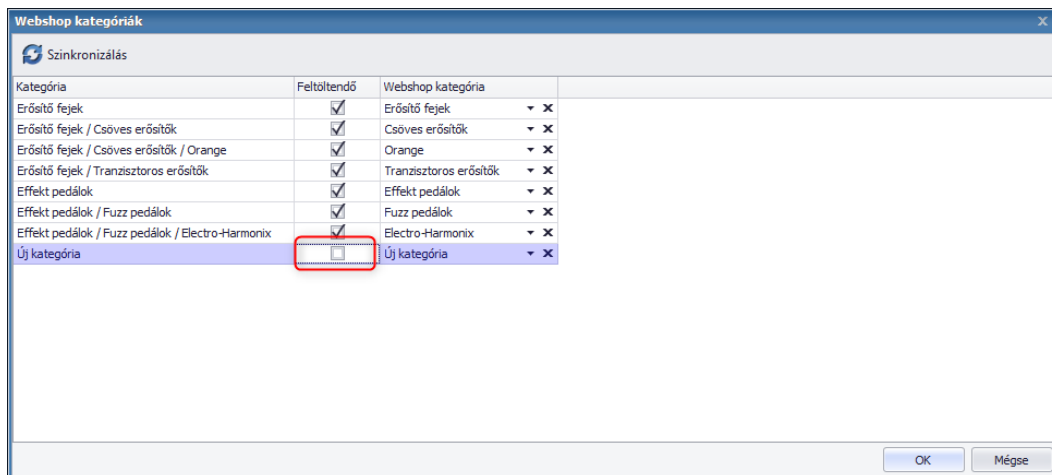 Webshop kategóriák
Szinkronizálás
Kategória Feltöltendő Webshop kategória
Erősítő fejek Erősítő fejek
Erősítő fejek / Csöves erősítők Csöves erősítők
Erősítő fejek / Csöves erősítők / Orange Orange
Erősítő fejek / Tranzisztoros erősítők Tranzisztoros erősítők
Effekt pedálok Effekt pedálok
Effekt pedálok / Fuzz pedálok Fuzz pedálok
Effekt pedálok / Fuzz pedálok / Electro-Harmonix Electro-Harmonix
Új kategória Új kategória
OK Mégse